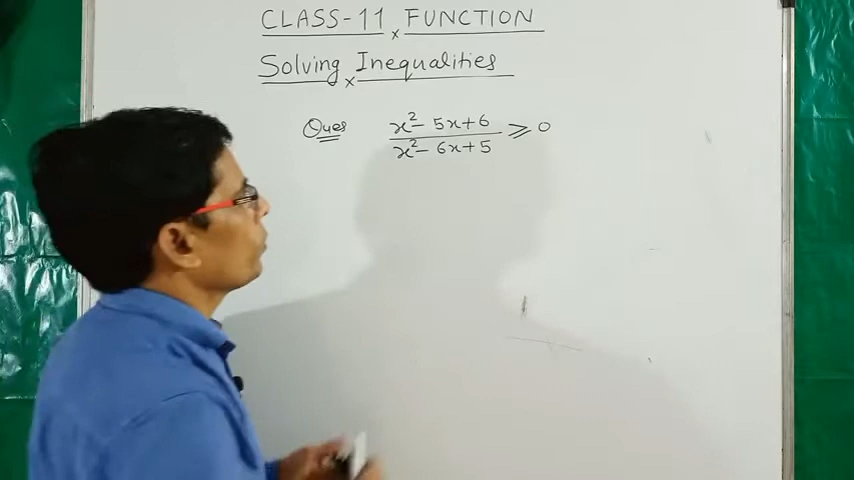 CLASS-11 FUNCTION
Solving Inequalities
Ques x²- 5x+6 ≥ 0
x²- 6x+5